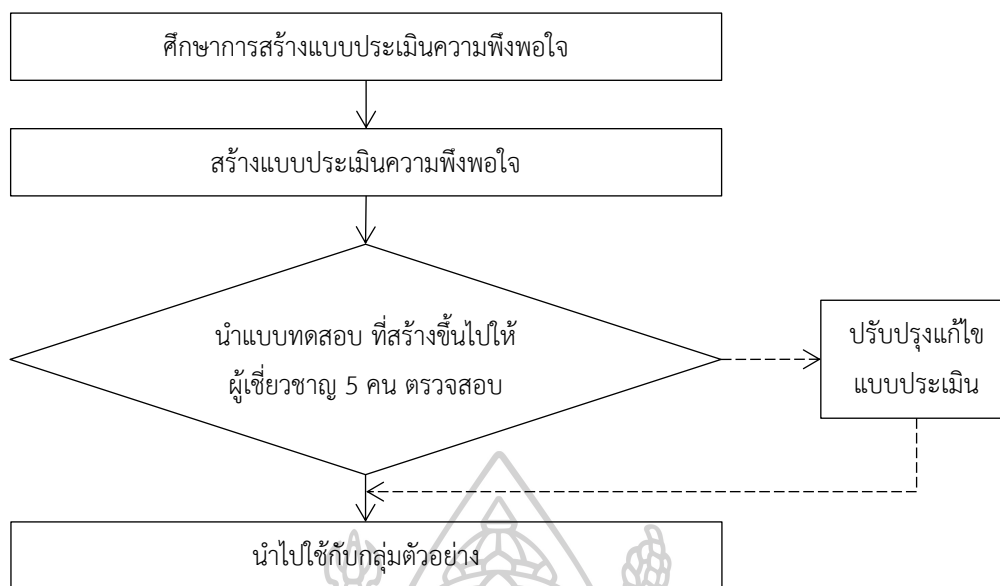 ศึกษาการสร้างแบบประเมินความพึงพอใจ
สร้างแบบประเมินความพึงพอใจ
นำแบบทดสอบ ที่สร้างขึ้นไปให้
ผู้เชี่ยวชาญ 5 คน ตรวจสอบ
ปรับปรุงแก้ไข
แบบประเมิน
นำไปใช้กับกลุ่มตัวอย่าง